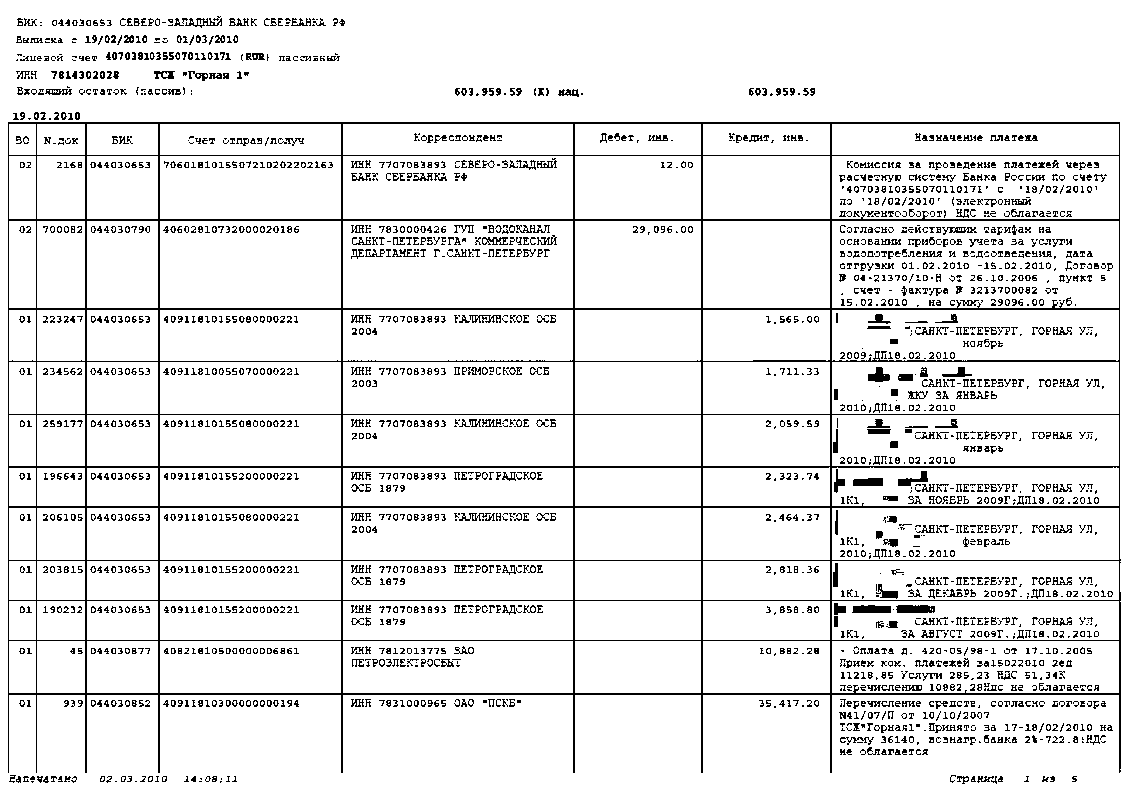 БИК: 044030653 СЕВЕРО-ЗАПАДНЫЙ БАНК СБЕРБАНКА РФ
Выписка с 19/02/2010 по 01/03/2010
Лицевой счет 40703810355070110171 (RUR) пассивный
ИНН 7814302028 ТСЖ "Горная 1"
Входящий остаток (пассив): 603,959.59 (К) нац. 603,959.59
19.02.2010
ВО N.док БИК Счет отправ/получ Корреспондент Дебет, инв. Кредит, инв. Назначение платежа
02 2168 044030653 70601810155072102022021​63 ИНН 7707083893 СЕВЕРО-ЗАПАДНЫЙ 12.00 Комиссия за проведение платежей через
БАНК СБЕРБАНКА РФ расчетную систему Банка России по счету
'40703810355070110171' с '18/02/2010'
по '18/02/2010' (электронный
документооборот) НДС не облагается
02 700082 044030790 40602810732000020186 ИНН 7830000426 ГУП "ВОДОКАНАЛ 29,096.00 Согласно действующим тарифам на
САНКТ-ПЕТЕРБУРГА" КОММЕРЧЕСКИЙ основании приборов учета за услуги
ДЕПАРТАМЕНТ Г.САНКТ-ПЕТЕРБУРГ водопотребления и водоотведения, дата
отгрузки 01.02.2010 -15.02.2010, Договор
№ 04-21370/10-Н от 26.10.2006 , пункт 5
, счет - фактура № 3213700082 от
15.02.2010 , на сумму 29096.00 руб.
01 223247 044030653 40911810155080000221 ИНН 7707083893 КАЛИНИНСКОЕ ОСБ 1,565.00
2004 ;САНКТ-ПЕТЕРБУРГ, ГОРНАЯ УЛ,
ноябрь
2009;ДП18.02.2010
01 234562 044030653 40911810055070000221 ИНН 7707083893 ПРИМОРСКОЕ ОСБ 1,711.33
2003 САНКТ-ПЕТЕРБУРГ, ГОРНАЯ УЛ,
ЖКУ ЗА ЯНВАРЬ
2010;ДП18.02.2010
01 259177 044030653 40911810155080000221 ИНН 7707083893 КАЛИНИНСКОЕ ОСБ 2,059.59
2004 САНКТ-ПЕТЕРБУРГ, ГОРНАЯ УЛ,
январь
2010;ДП18.02.2010
01 196643 044030653 40911810155200000221 ИНН 7707083893 ПЕТРОГРАДСКОЕ 2,323.74
ОСБ 1879 ;САНКТ-ПЕТЕРБУРГ, ГОРНАЯ УЛ,
1К1, ЗА НОЯБРЬ 2009Г;ДП18.02.2010
01 206105 044030653 40911810155080000221 ИНН 7707083893 КАЛИНИНСКОЕ ОСБ 2,464.37
2004 САНКТ-ПЕТЕРБУРГ, ГОРНАЯ УЛ,
1К1, февраль
2010;ДП18.02.2010
01 203815 044030653 40911810155200000221 ИНН 7707083893 ПЕТРОГРАДСКОЕ 2,818.36
ОСБ 1879 САНКТ-ПЕТЕРБУРГ, ГОРНАЯ УЛ,
1К1, ЗА ДЕКАБРЬ 2009Г.;ДП18.02.2010
01 190232 044030653 40911810155200000221 ИНН 7707083893 ПЕТРОГРАДСКОЕ 3,858.80
ОСБ 1879 САНКТ-ПЕТЕРБУРГ, ГОРНАЯ УЛ,
1К1, ЗА АВГУСТ 2009Г.;ДП18.02.2010
01 45 044030877 40821810500000006861 ИНН 7812013775 ЗАО 10,882.28 - Оплата д. 420-05/98-1 от 17.10.2005
ПЕТРОЭЛЕКТРОСБЫТ Прием ком. платежей за15022010 2ед
11218,85 Услуги 285,23 НДС 51,34К
перечислению 10882,28Ндс не облагается
01 939 044030852 40911810300000000194 ИНН 7831000965 ОАО "ПСКБ" 35,417.20 Перечисление средств, согласно договора
N41/07/П от 10/10/2007
ТСЖ"Горная1".Принято за 17-18/02/2010 на
сумму 36140, вознагр.банка 2%-722.8:НДС
не облагается
Напечатано 02.03.2010 14:08;11 Страница 1 из 5